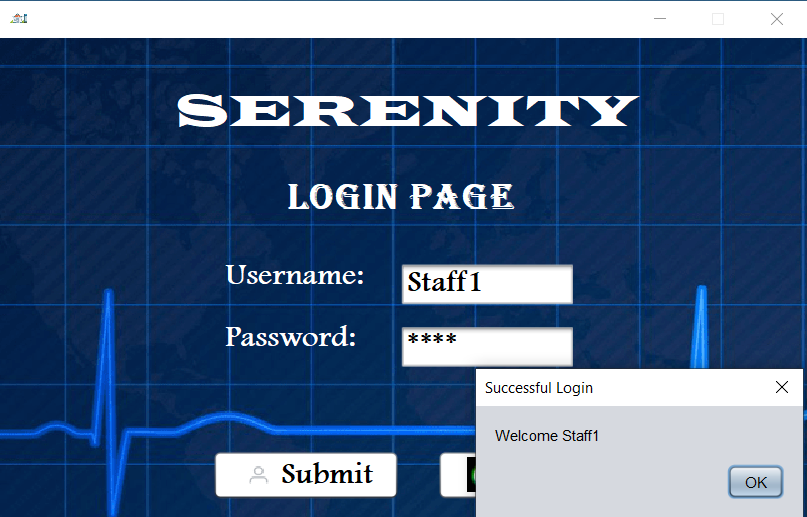 SERENITY
LOGIN PAGE
Username:
Staff1
Password:
****
Successful Login
Welcome Staff1
Submit
OK